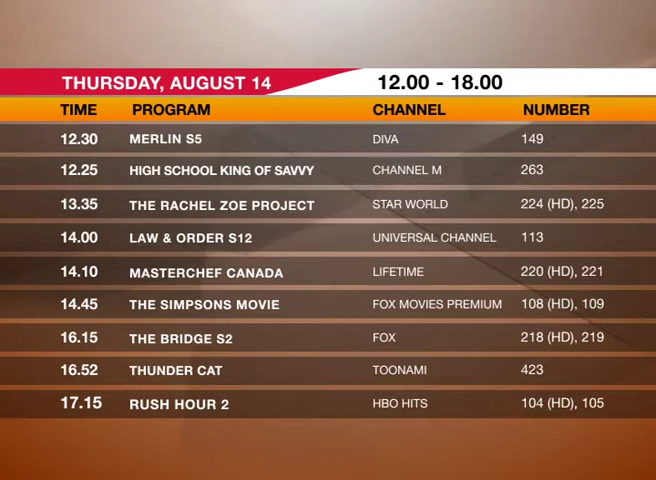 THURSDAY, AUGUST 14 12.00 - 18.00
TIME PROGRAM CHANNEL NUMBER
12.30 MERLIN S5 DIVA 149
12.25 HIGH SCHOOL KING OF SAVVY CHANNEL M 263
13.35 THE RACHEL ZOE PROJECT STAR WORLD 224 (HD), 225
14.00 LAW & ORDER S12 UNIVERSAL CHANNEL 113
14.10 MASTERCHEF CANADA LIFETIME 220 (HD), 221
14.45 THE SIMPSONS MOVIE FOX MOVIES PREMIUM 108 (HD), 109
16.15 THE BRIDGE S2 FOX 218 (HD), 219
16.52 THUNDER CAT TOONAMI 423
17.15 RUSH HOUR 2 HBO HITS 104 (HD), 105